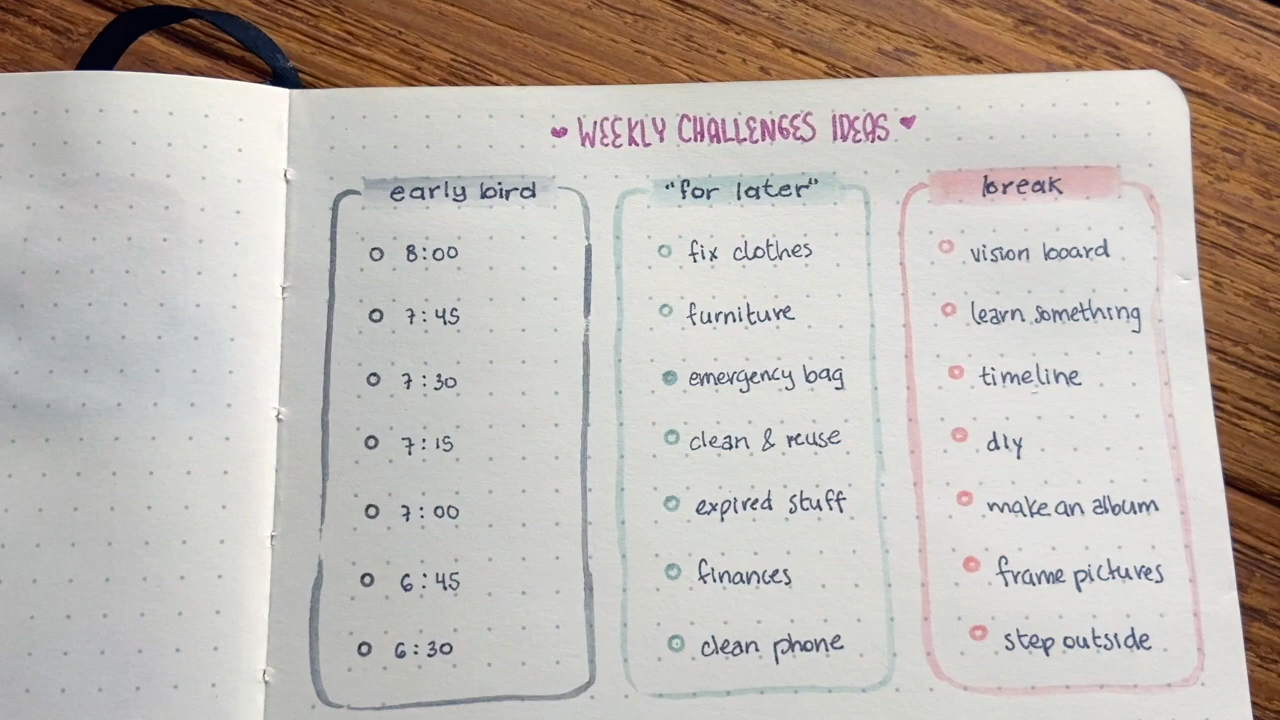 WEEKLY CHALLENGES IDEAS
early bird
8:00
7:45
7:30
7:15
7:00
6:45
6:30
"for later"
fix clothes
furniture
emergency bag
clean & reuse
expired stuff
finances
clean phone
break
vision board
learn something
timeline
diy
make an album
frame pictures
step outside